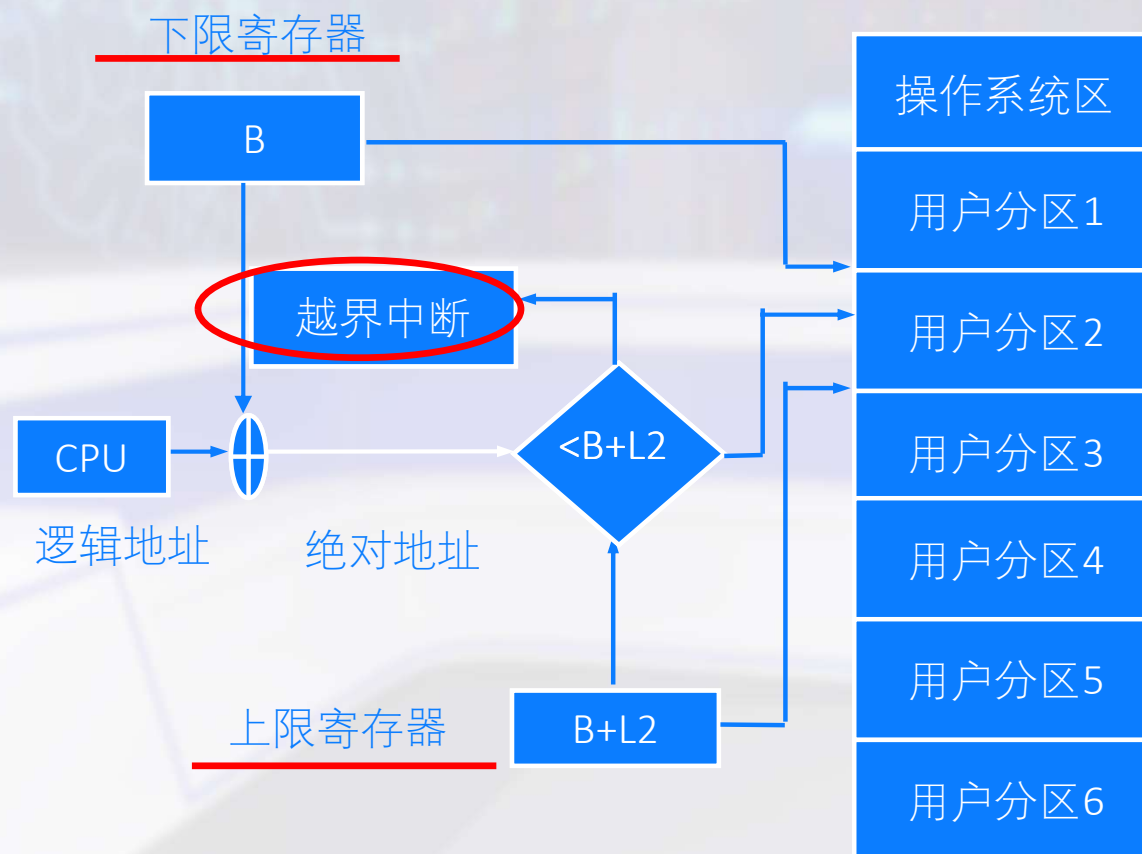 下限寄存器
B
越界中断
CPU
<B+L2
逻辑地址
绝对地址
上限寄存器
B+L2
操作系统区
用户分区1
用户分区2
用户分区3
用户分区4
用户分区5
用户分区6